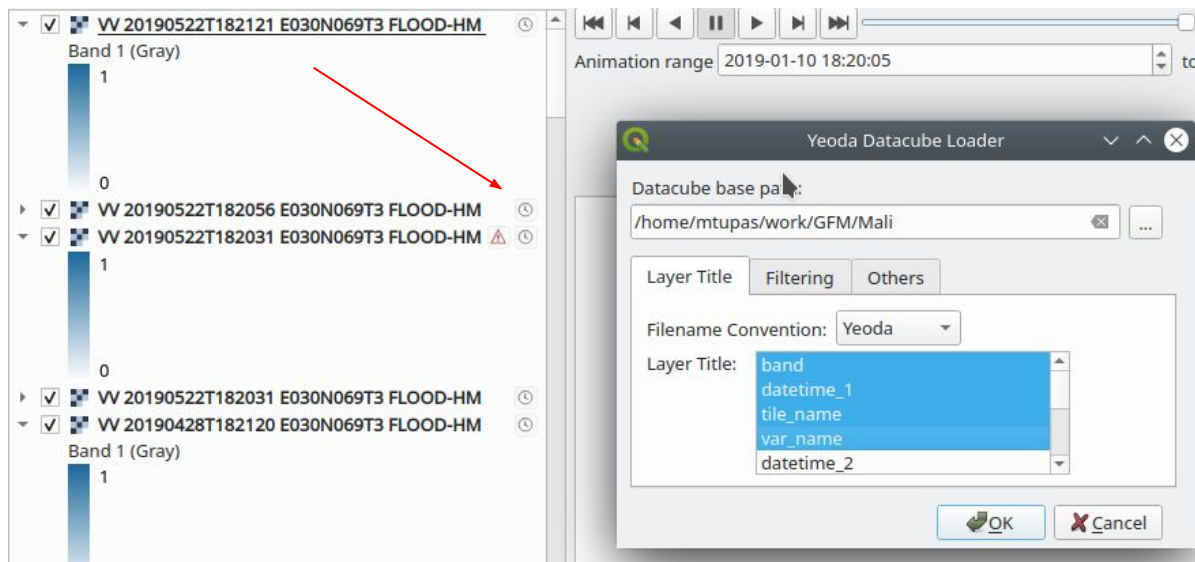 VV 20190522T182121 E030N069T3 FLOOD-HM
Band 1 (Gray)
1
0
VV 20190522T182056 E030N069T3 FLOOD-HM
VV 20190522T182031 E030N069T3 FLOOD-HM
1
0
VV 20190522T182031 E030N069T3 FLOOD-HM
VV 20190428T182120 E030N069T3 FLOOD-HM
Band 1 (Gray)
1
Animation range 2019-01-10 18:20:05 to
Yeoda Datacube Loader
Datacube base path:
/home/mtupas/work/GFM/Mali
...
Layer Title Filtering Others
Filename Convention: Yeoda
Layer Title:
band
datetime_1
tile_name
var_name
datetime_2
OK Cancel